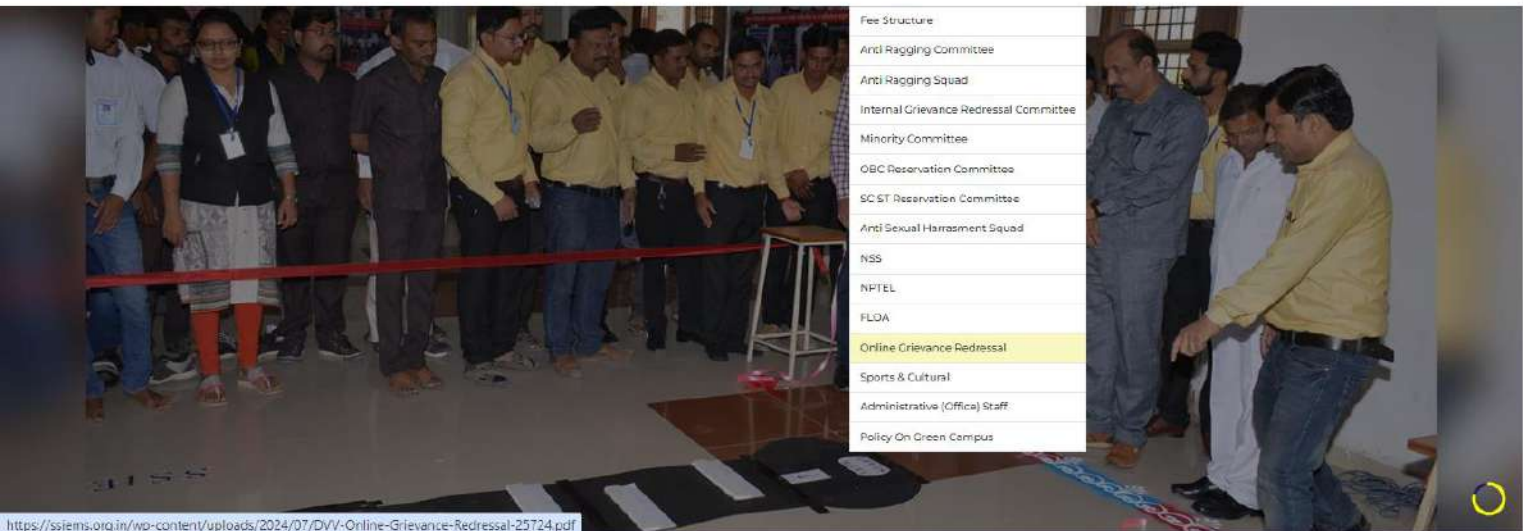 Fee Structure
Anti Ragging Committee
Anti Ragging Squad
Internal Grievance Redressal Committee
Minority Committee
OBC Reservation Committee
SC ST Reservation Committee
Anti Sexual Harrasment Squad
NSS
NPTEL
FLOA
Online Grievance Redressal
Sports & Cultural
Administrative (Office) Staff
Policy On Green Campus
https://ssiems.org.in/wp-content/uploads/2024/07/DVV-Online-Grievance-Redressal-25724.pdf